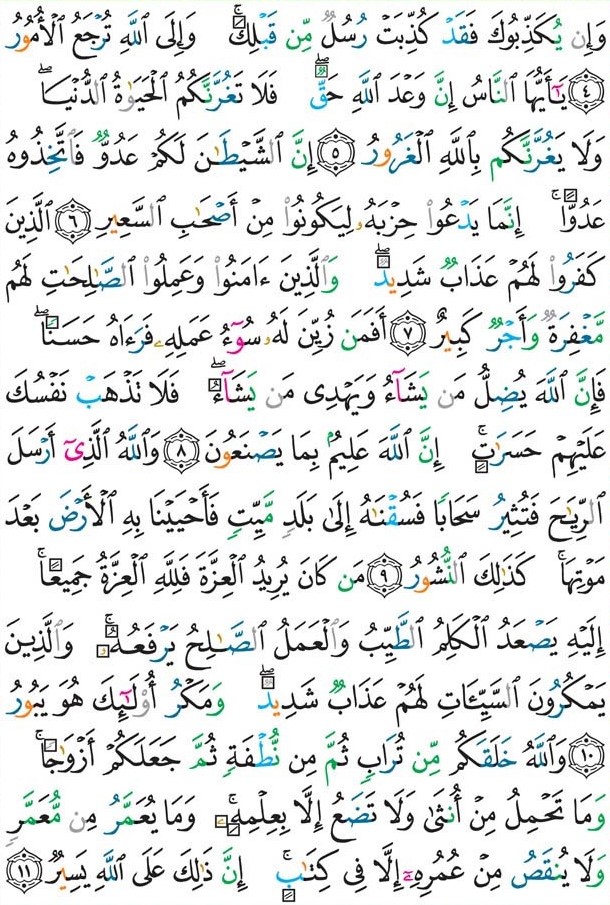 وَإِن يُكَذِّبُوكَ فَقَدْ كُذِّبَتْ رُسُلٌ مِّن قَبْلِكَۚ وَإِلَى ٱللَّهِ تُرْجَعُ ٱلْأُمُورُ
﴿٤﴾ يَٰٓأَيُّهَا ٱلنَّاسُ إِنَّ وَعْدَ ٱللَّهِ حَقٌّۖ فَلَا تَغُرَّنَّكُمُ ٱلْحَيَوٰةُ ٱلدُّنْيَاۖ
وَلَا يَغُرَّنَّكُم بِٱللَّهِ ٱلْغَرُورُ ﴿٥﴾ إِنَّ ٱلشَّيْطَٰنَ لَكُمْ عَدُوٌّ فَٱتَّخِذُوهُ
عَدُوًّاۚ إِنَّمَا يَدْعُوا۟ حِزْبَهُۥ لِيَكُونُوا۟ مِنْ أَصْحَٰبِ ٱلسَّعِيرِ ﴿٦﴾ ٱلَّذِينَ
كَفَرُوا۟ لَهُمْ عَذَابٌ شَدِيدٌۖ وَٱلَّذِينَ ءَامَنُوا۟ وَعَمِلُوا۟ ٱلصَّٰلِحَٰتِ لَهُم
مَّغْفِرَةٌ وَأَجْرٌ كَبِيرٌ ﴿٧﴾ أَفَمَن زُيِّنَ لَهُۥ سُوٓءُ عَمَلِهِۦ فَرَءَاهُ حَسَنًاۖ
فَإِنَّ ٱللَّهَ يُضِلُّ مَن يَشَآءُ وَيَهْدِى مَن يَشَآءُۖ فَلَا تَذْهَبْ نَفْسُكَ
عَلَيْهِمْ حَسَرَٰتٍۚ إِنَّ ٱللَّهَ عَلِيمٌۢ بِمَا يَصْنَعُونَ ﴿٨﴾ وَٱللَّهُ ٱلَّذِىٓ أَرْسَلَ
ٱلرِّيَٰحَ فَتُثِيرُ سَحَابًا فَسُقْنَٰهُ إِلَىٰ بَلَدٍ مَّيِّتٍ فَأَحْيَيْنَا بِهِ ٱلْأَرْضَ بَعْدَ
مَوْتِهَاۚ كَذَٰلِكَ ٱلنُّشُورُ ﴿٩﴾ مَن كَانَ يُرِيدُ ٱلْعِزَّةَ فَلِلَّهِ ٱلْعِزَّةُ جَمِيعًاۚ
إِلَيْهِ يَصْعَدُ ٱلْكَلِمُ ٱلطَّيِّبُ وَٱلْعَمَلُ ٱلصَّٰلِحُ يَرْفَعُهُۥۚ وَٱلَّذِينَ
يَمْكُرُونَ ٱلسَّيِّـَٔاتِ لَهُمْ عَذَابٌ شَدِيدٌۖ وَمَكْرُ أُو۟لَٰٓئِكَ هُوَ يَبُورُ
﴿١٠﴾ وَٱللَّهُ خَلَقَكُم مِّن تُرَابٍ ثُمَّ مِن نُّطْفَةٍ ثُمَّ جَعَلَكُمْ أَزْوَٰجًاۚ
وَمَا تَحْمِلُ مِنْ أُنثَىٰ وَلَا تَضَعُ إِلَّا بِعِلْمِهِۦۚ وَمَا يُعَمَّرُ مِن مُّعَمَّرٍ
وَلَا يُنقَصُ مِنْ عُمُرِهِۦٓ إِلَّا فِى كِتَٰبٍۚ إِنَّ ذَٰلِكَ عَلَى ٱللَّهِ يَسِيرٌ ﴿١١﴾